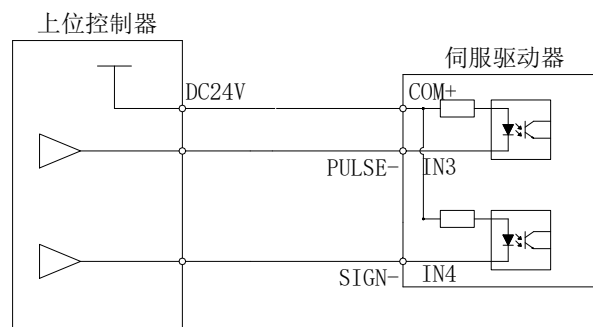 上位控制器
伺服驱动器
DC24V
COM+
PULSE-
IN3
SIGN-
IN4